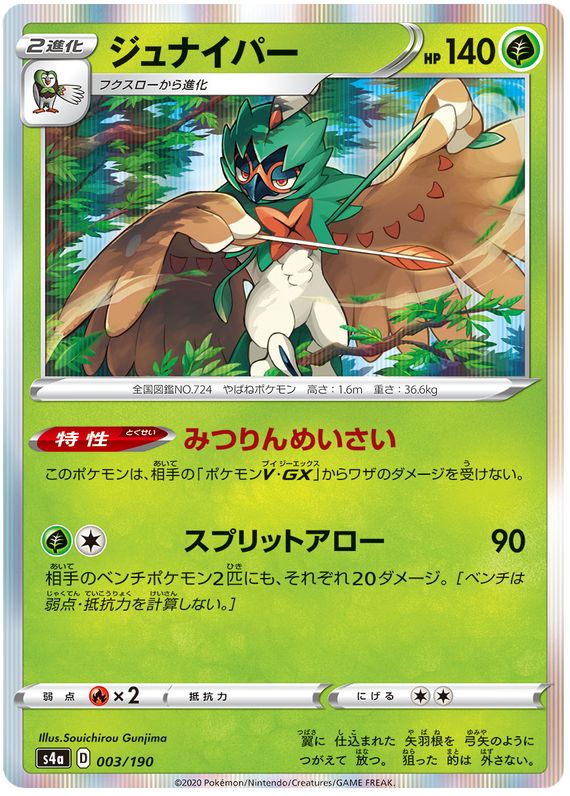 2進化
ジュナイパー
HP140
フクスローから進化
全国図鑑NO.724 やばねポケモン 高さ：1.6m 重さ：36.6kg
特性 とくせい みつりんめいさい
このポケモンは、相手の「ポケモンV・GX」からワザのダメージを受けない。
スプリットアロー 90
相手のベンチポケモン2匹にも、それぞれ20ダメージ。［ベンチは
弱点・抵抗力を計算しない。］
弱点 ×2 抵抗力 にげる
Illus.Souichirou Gunjima
s4a D 003/190
翼に 仕込まれた 矢羽根を 弓矢のように
つがえて 放つ。 狙った 的は 外さない。
©2020 Pokémon/Nintendo/Creatures/GAME FREAK.